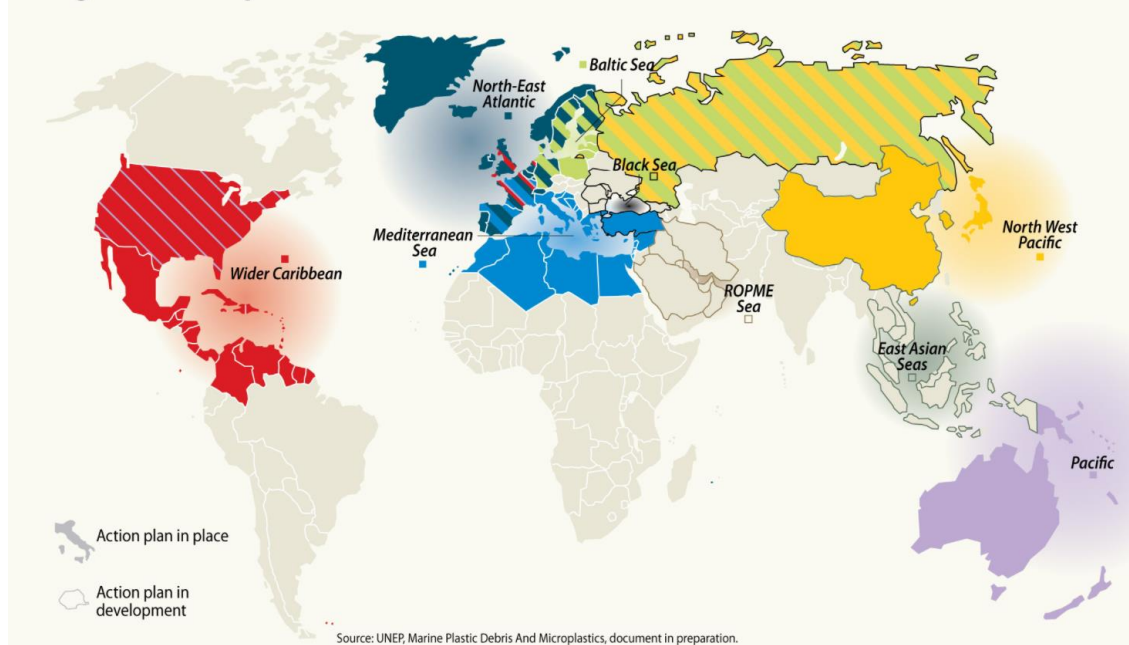 Baltic Sea
North-East
Atlantic
Black Sea
North West
Pacific
Mediterranean
Sea
Wider Caribbean
ROPME
Sea
East Asian
Seas
Pacific
Action plan in place
Action plan in
development
Source: UNEP, Marine Plastic Debris And Microplastics, document in preparation.